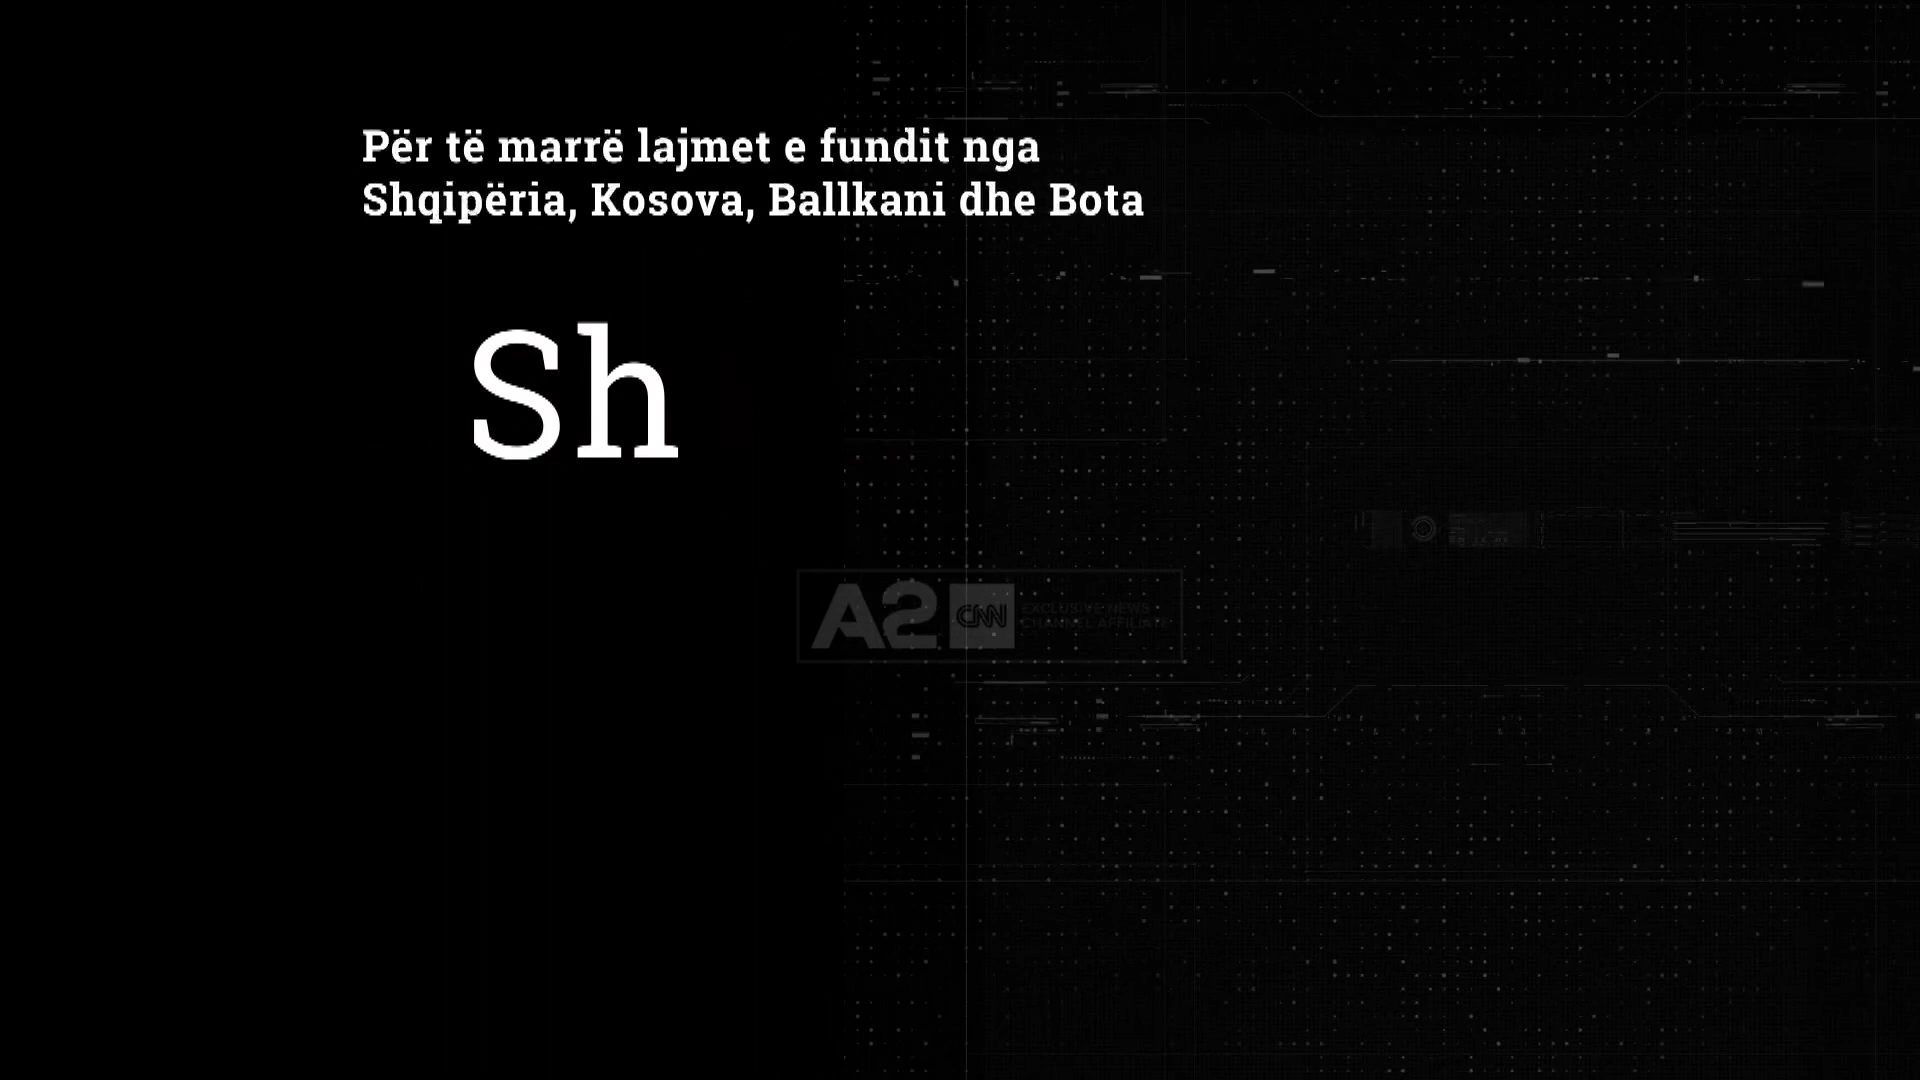 Për të marrë lajmet e fundit nga
Shqipëria, Kosova, Ballkani dhe Bota
Sh
A2 CNN EXCLUSIVE NEWS
CHANNEL AFFILIATE